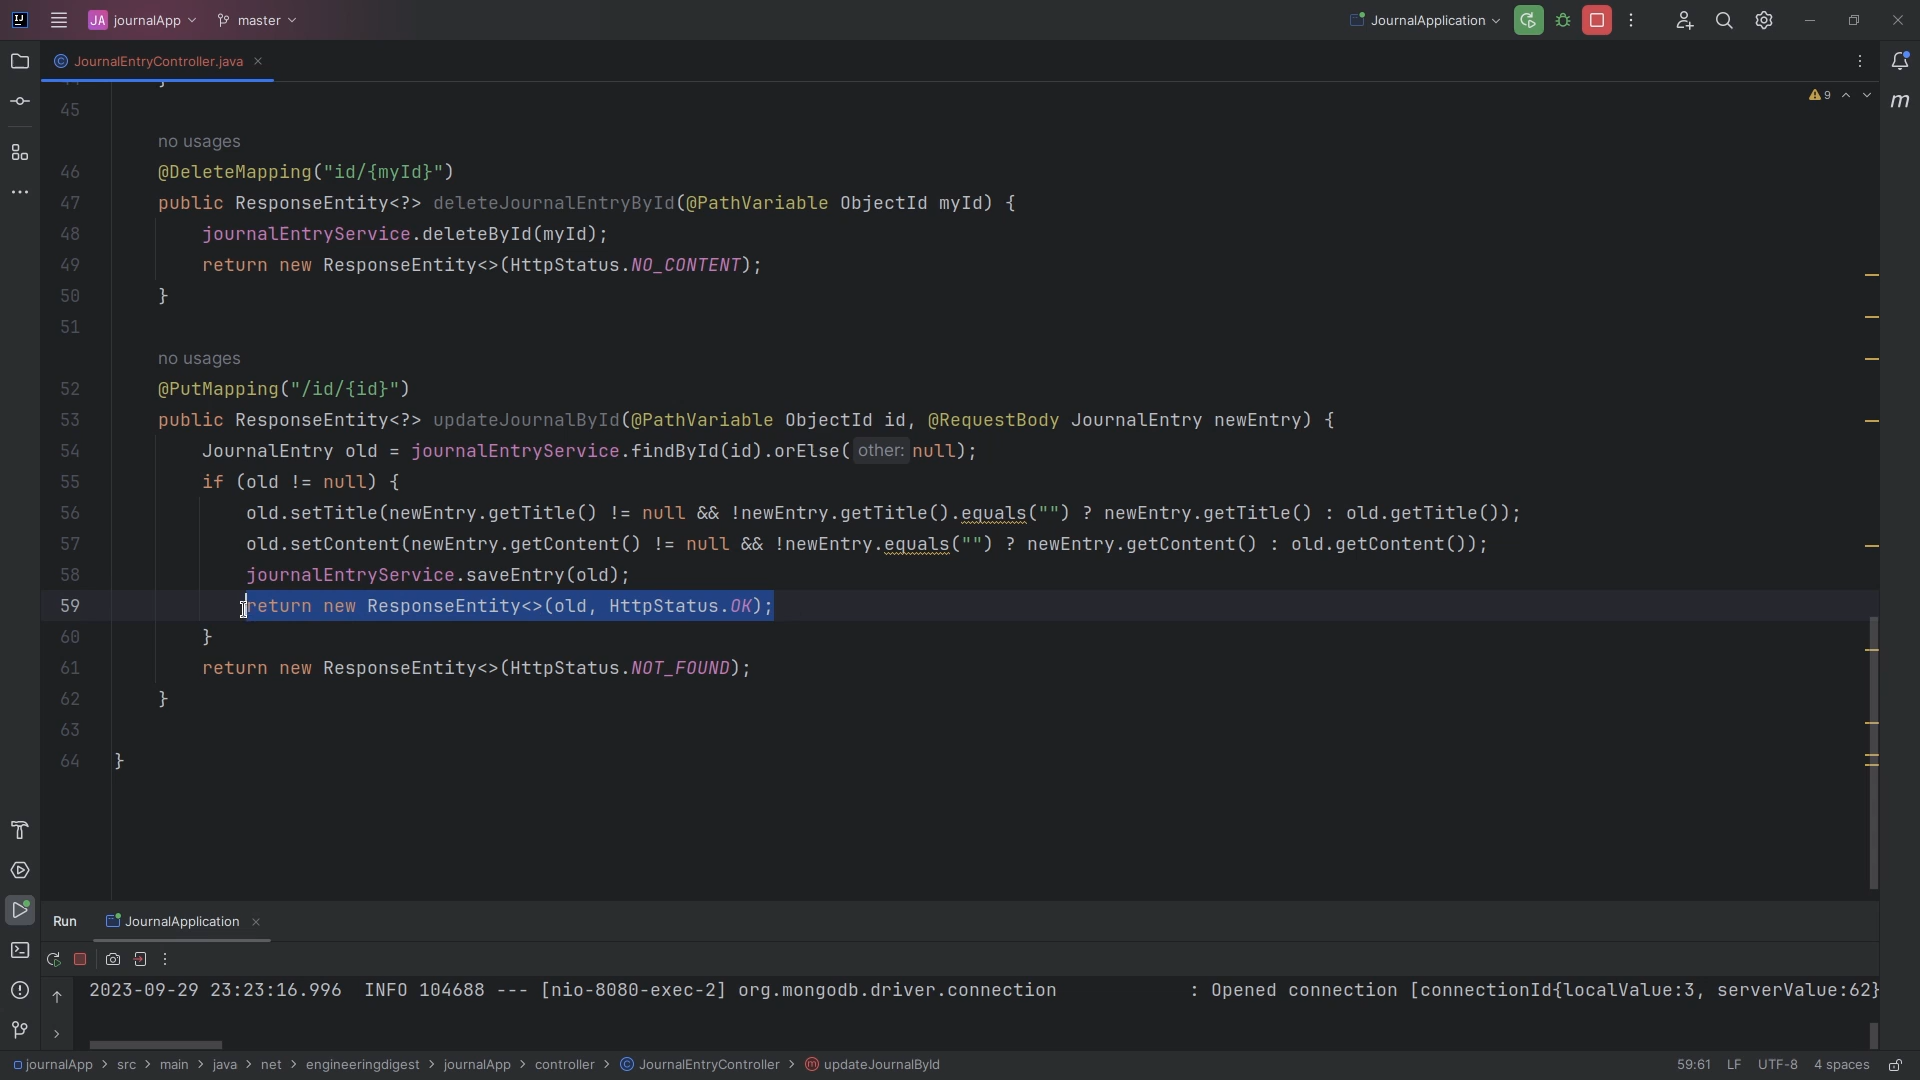 JA journalApp master JournalApplication
JournalEntryController.java
9
45
no usages
46 @DeleteMapping("id/{myId}")
47 public ResponseEntity<?> deleteJournalEntryById(@PathVariable ObjectId myId) {
48 journalEntryService.deleteById(myId);
49 return new ResponseEntity<>(HttpStatus.NO_CONTENT);
50 }
51
no usages
52 @PutMapping("/id/{id}")
53 public ResponseEntity<?> updateJournalById(@PathVariable ObjectId id, @RequestBody JournalEntry newEntry) {
54 JournalEntry old = journalEntryService.findById(id).orElse( other: null);
55 if (old != null) {
56 old.setTitle(newEntry.getTitle() != null && !newEntry.getTitle().equals("") ? newEntry.getTitle() : old.getTitle());
57 old.setContent(newEntry.getContent() != null && !newEntry.equals("") ? newEntry.getContent() : old.getContent());
58 journalEntryService.saveEntry(old);
59 return new ResponseEntity<>(old, HttpStatus.OK);
60 }
61 return new ResponseEntity<>(HttpStatus.NOT_FOUND);
62 }
63
64 }
Run JournalApplication
2023-09-29 23:23:16.996 INFO 104688 --- [nio-8080-exec-2] org.mongodb.driver.connection : Opened connection [connectionId{localValue:3, serverValue:62}
journalApp > src > main > java > net > engineeringdigest > journalApp > controller > JournalEntryController > updateJournalById 59:61 LF UTF-8 4 spaces